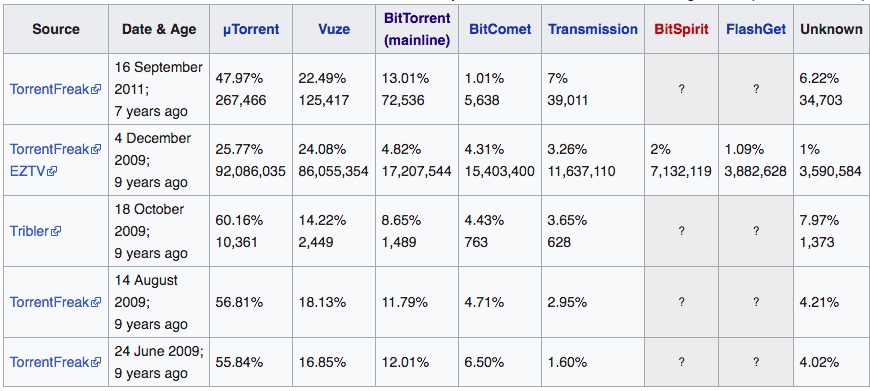 Source
Date & Age
µTorrent
Vuze
BitTorrent
(mainline)
BitComet
Transmission
BitSpirit
FlashGet
Unknown
TorrentFreak
16 September
2011;
7 years ago
47.97%
267,466
22.49%
125,417
13.01%
72,536
1.01%
5,638
7%
39,011
?
?
6.22%
34,703
TorrentFreak
EZTV
4 December
2009;
9 years ago
25.77%
92,086,035
24.08%
86,055,354
4.82%
17,207,544
4.31%
15,403,400
3.26%
11,637,110
2%
7,132,119
1.09%
3,882,628
1%
3,590,584
Tribler
18 October
2009;
9 years ago
60.16%
10,361
14.22%
2,449
8.65%
1,489
4.43%
763
3.65%
628
?
?
7.97%
1,373
TorrentFreak
14 August
2009;
9 years ago
56.81%
18.13%
11.79%
4.71%
2.95%
?
?
4.21%
TorrentFreak
24 June 2009;
9 years ago
55.84%
16.85%
12.01%
6.50%
1.60%
?
?
4.02%